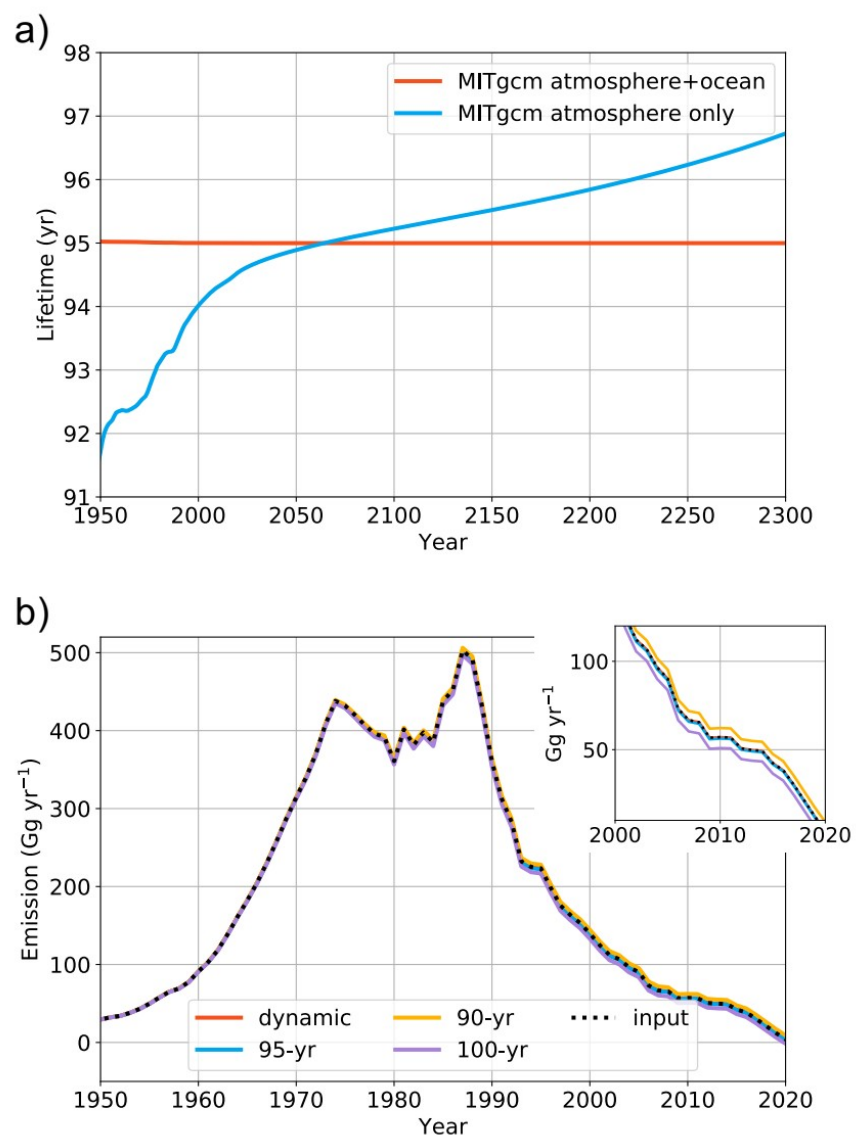 a)
98
97
96
95
94
93
92
91
Lifetime (yr)
MITgcm atmosphere+ocean
MITgcm atmosphere only
1950 2000 2050 2100 2150 2200 2250 2300
Year
b)
500
400
300
200
100
0
Emission (Gg yr⁻¹)
100
50
Gg yr⁻¹
2000 2010 2020
dynamic 90-yr input
95-yr 100-yr
1950 1960 1970 1980 1990 2000 2010 2020
Year